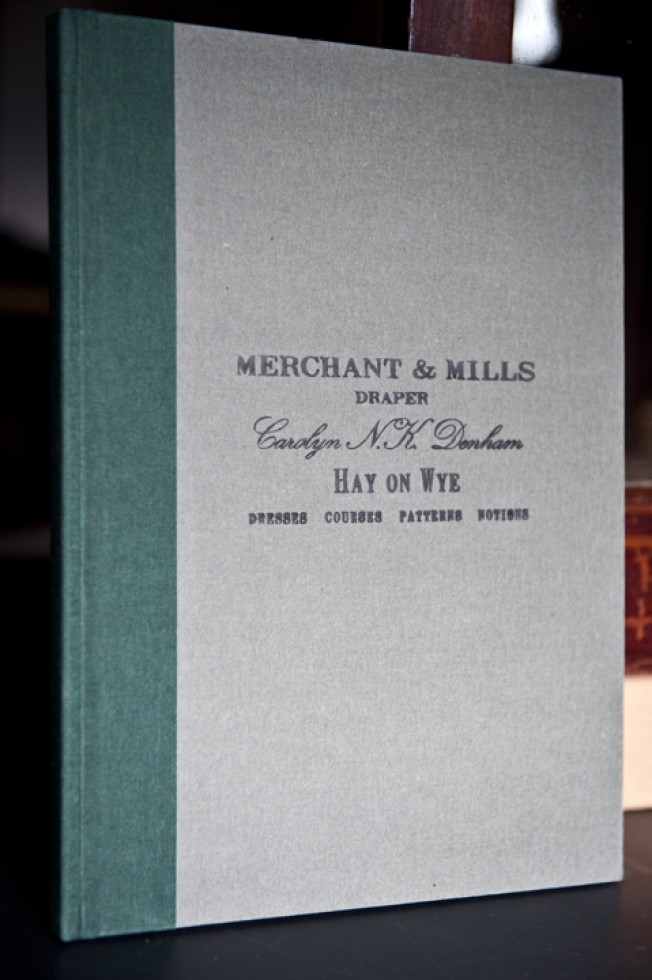 MERCHANT & MILLS
DRAPER
Carolyn N.K. Denham
HAY ON WYE
DRESSES COURSES PATTERNS NOTIONS